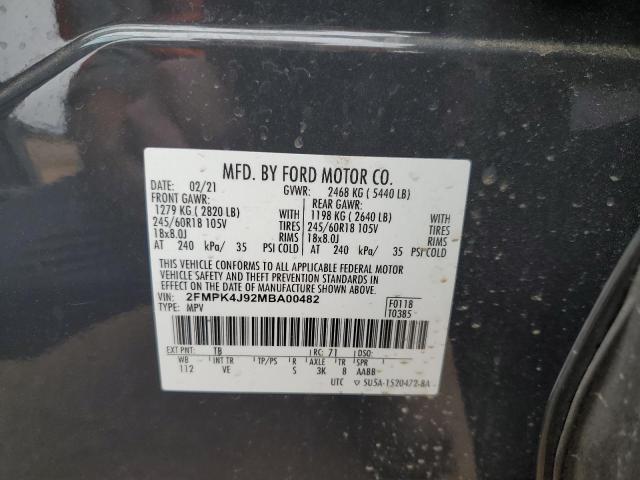 MFD. BY FORD MOTOR CO.
DATE: 02/21 GVWR: 2468 KG ( 5440 LB)
FRONT GAWR: REAR GAWR:
1279 KG ( 2820 LB) WITH 1198 KG ( 2640 LB) WITH
245/60R18 105V TIRES 245/60R18 105V TIRES
18x8.0J RIMS 18x8.0J RIMS
AT 240 kPa/ 35 PSI COLD AT 240 kPa/ 35 PSI COLD
THIS VEHICLE CONFORMS TO ALL APPLICABLE FEDERAL MOTOR
VEHICLE SAFETY AND THEFT PREVENTION STANDARDS IN
EFFECT ON THE DATE OF MANUFACTURE SHOWN ABOVE.
VIN: 2FMPK4J92MBA00482 F0118
TYPE: MPV T0385
EXT PNT: TB RC: 71 DSO:
WB INT TR TP/PS R AXLE TR SPR
112 VE S 3K 8 AABB
UTC 5U5A-1520472-BA